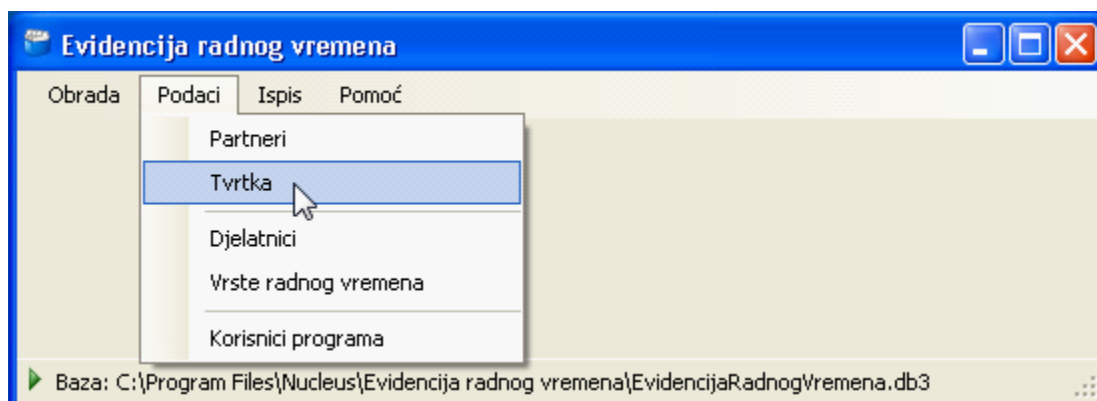 Evidencija radnog vremena
Obrada Podaci Ispis Pomoć
Partneri
Tvrtka
Djelatnici
Vrste radnog vremena
Korisnici programa
Baza: C:\Program Files\Nucleus\Evidencija radnog vremena\EvidencijaRadnogVremena.db3